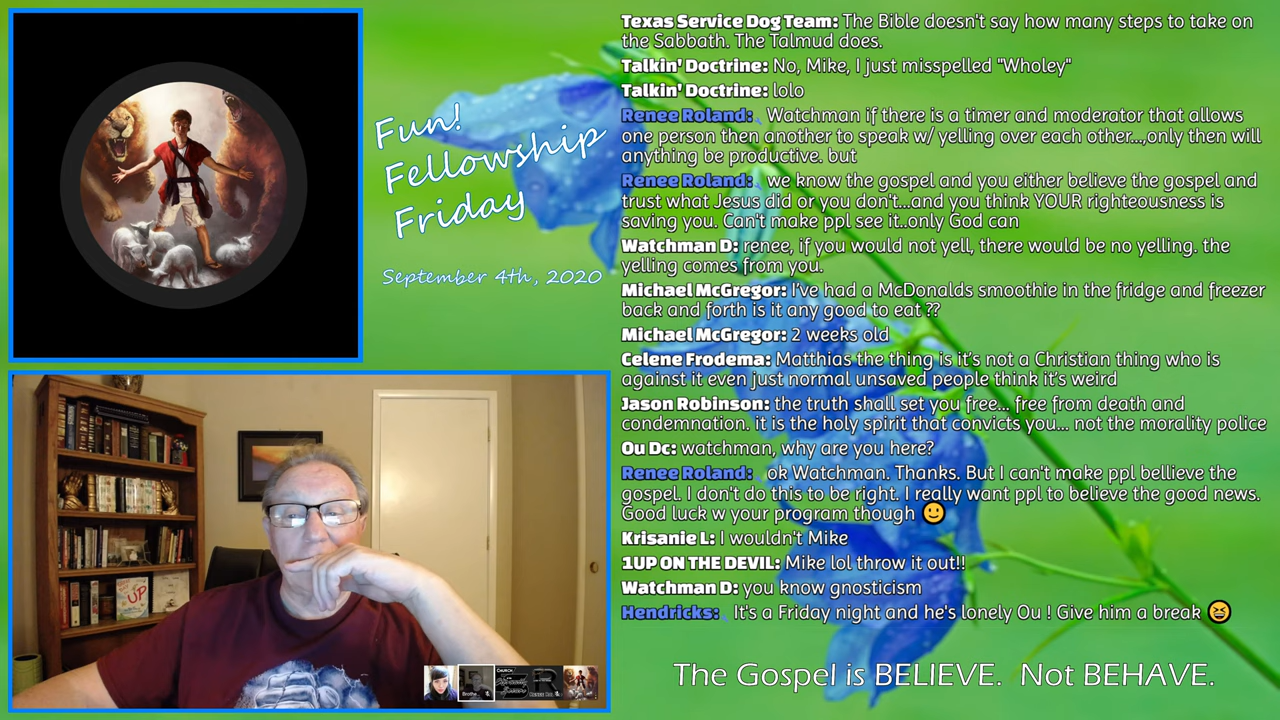 Fun!
Fellowship
Friday
September 4th, 2020
Texas Service Dog Team: The Bible doesn't say how many steps to take on
the Sabbath. The Talmud does.
Talkin' Doctrine: No, Mike, I just misspelled "Wholey"
Talkin' Doctrine: lolo
Renee Roland: Watchman if there is a timer and moderator that allows
one person then another to speak w/ yelling over each other...,only then will
anything be productive. but
Renee Roland: we know the gospel and you either believe the gospel and
trust what Jesus did or you don't...and you think YOUR righteousness is
saving you. Can't make ppl see it..only God can
Watchman D: renee, if you would not yell, there would be no yelling. the
yelling comes from you.
Michael McGregor: I've had a McDonalds smoothie in the fridge and freezer
back and forth is it any good to eat ??
Michael McGregor: 2 weeks old
Celene Frodema: Matthias the thing is it's not a Christian thing who is
against it even just normal unsaved people think it's weird
Jason Robinson: the truth shall set you free... free from death and
condemnation. it is the holy spirit that convicts you... not the morality police
Ou Dc: watchman, why are you here?
Renee Roland: ok Watchman. Thanks. But I can't make ppl bellieve the
gospel. I don't do this to be right. I really want ppl to believe the good news.
Good luck w your program though 🙂
Krisanie L: I wouldn't Mike
1UP ON THE DEVIL: Mike lol throw it out!!
Watchman D: you know gnosticism
Hendricks: It's a Friday night and he's lonely Ou ! Give him a break 😆
The Gospel is BELIEVE. Not BEHAVE.
UP
Brothe...
CHURCH